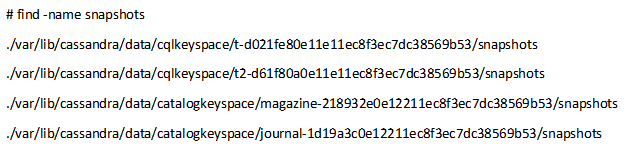 # find -name snapshots
./var/lib/cassandra/data/cqlkeyspace/t-d021fe80e11e11ec8f3ec7dc38569b53/snapshots
./var/lib/cassandra/data/cqlkeyspace/t2-d61f80a0e11e11ec8f3ec7dc38569b53/snapshots
./var/lib/cassandra/data/catalogkeyspace/magazine-218932e0e12211ec8f3ec7dc38569b53/snapshots
./var/lib/cassandra/data/catalogkeyspace/journal-1d19a3c0e12211ec8f3ec7dc38569b53/snapshots